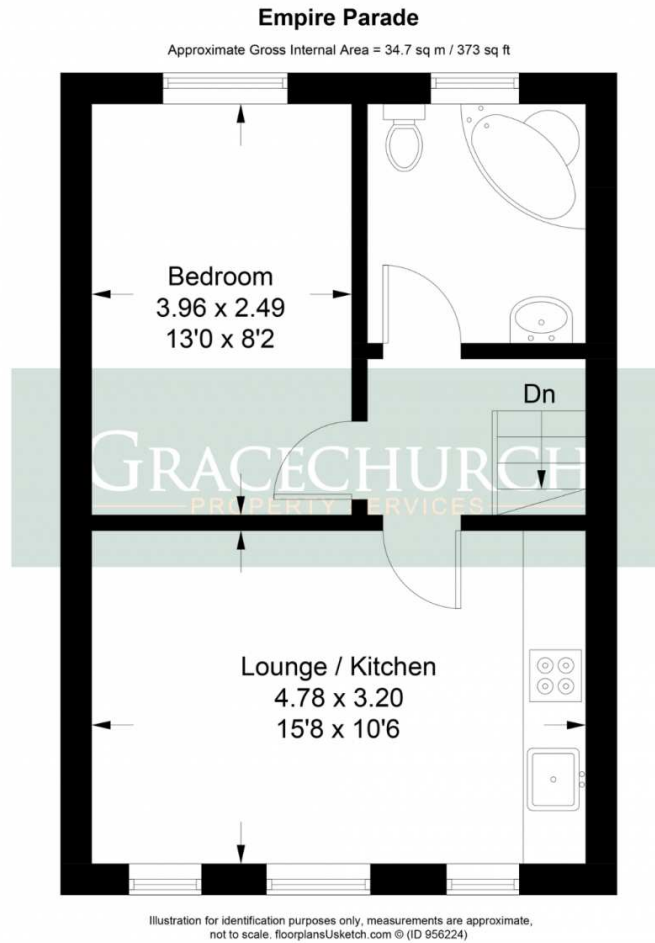 Empire Parade
Approximate Gross Internal Area = 34.7 sq m / 373 sq ft
Bedroom
3.96 x 2.49
13'0 x 8'2
Dn
GRACECHURCH
PROPERTY SERVICES
Lounge / Kitchen
4.78 x 3.20
15'8 x 10'6
Illustration for identification purposes only, measurements are approximate,
not to scale. floorplansUsketch.com © (ID 956224)